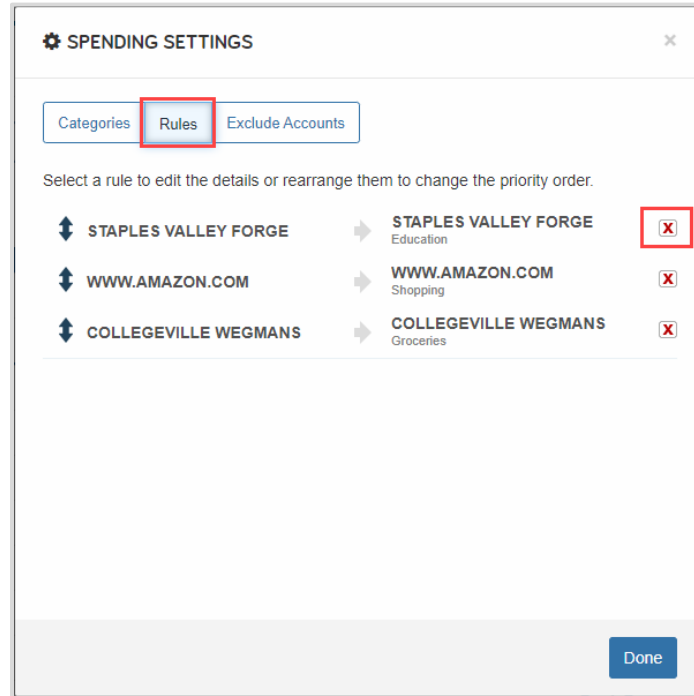 SPENDING SETTINGS
×
Categories Rules Exclude Accounts
Select a rule to edit the details or rearrange them to change the priority order.
STAPLES VALLEY FORGE STAPLES VALLEY FORGE X
Education
WWW.AMAZON.COM WWW.AMAZON.COM X
Shopping
COLLEGEVILLE WEGMANS COLLEGEVILLE WEGMANS X
Groceries
Done